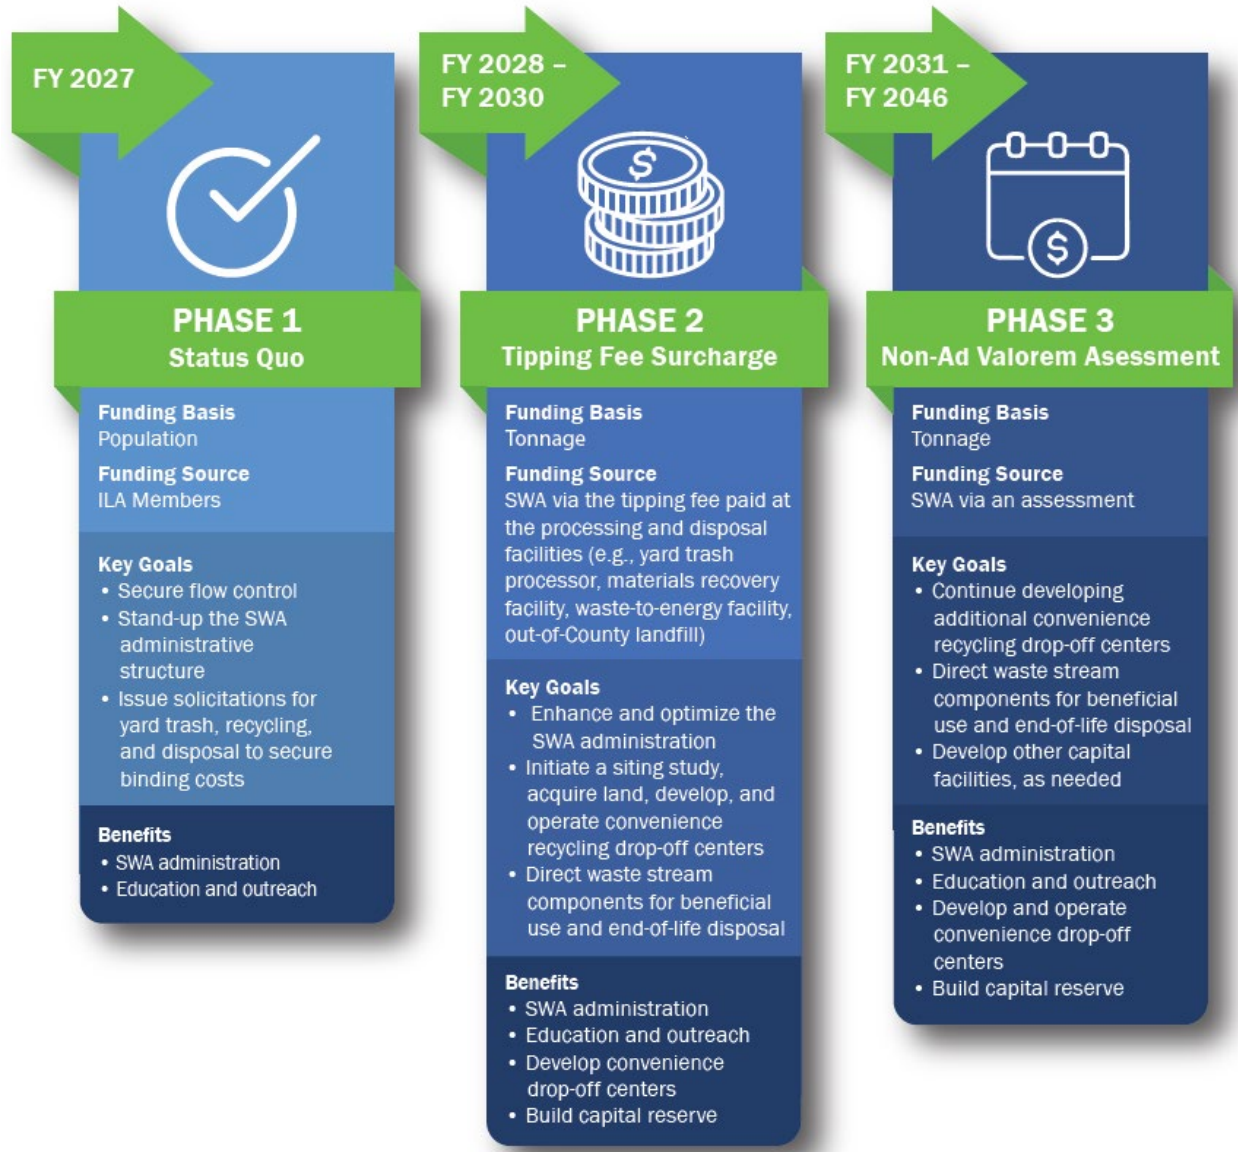 FY 2027
PHASE 1
Status Quo
Funding Basis
Population
Funding Source
ILA Members
Key Goals
• Secure flow control
• Stand-up the SWA
administrative
structure
• Issue solicitations for
yard trash, recycling,
and disposal to secure
binding costs
Benefits
• SWA administration
• Education and outreach
FY 2028 –
FY 2030
$
PHASE 2
Tipping Fee Surcharge
Funding Basis
Tonnage
Funding Source
SWA via the tipping fee paid at
the processing and disposal
facilities (e.g., yard trash
processor, materials recovery
facility, waste-to-energy facility,
out-of-County landfill)
Key Goals
• Enhance and optimize the
SWA administration
• Initiate a siting study,
acquire land, develop, and
operate convenience
recycling drop-off centers
• Direct waste stream
components for beneficial
use and end-of-life disposal
Benefits
• SWA administration
• Education and outreach
• Develop convenience
drop-off centers
• Build capital reserve
FY 2031 –
FY 2046
$
PHASE 3
Non-Ad Valorem Asessment
Funding Basis
Tonnage
Funding Source
SWA via an assessment
Key Goals
• Continue developing
additional convenience
recycling drop-off centers
• Direct waste stream
components for beneficial
use and end-of-life disposal
• Develop other capital
facilities, as needed
Benefits
• SWA administration
• Education and outreach
• Develop and operate
convenience drop-off
centers
• Build capital reserve